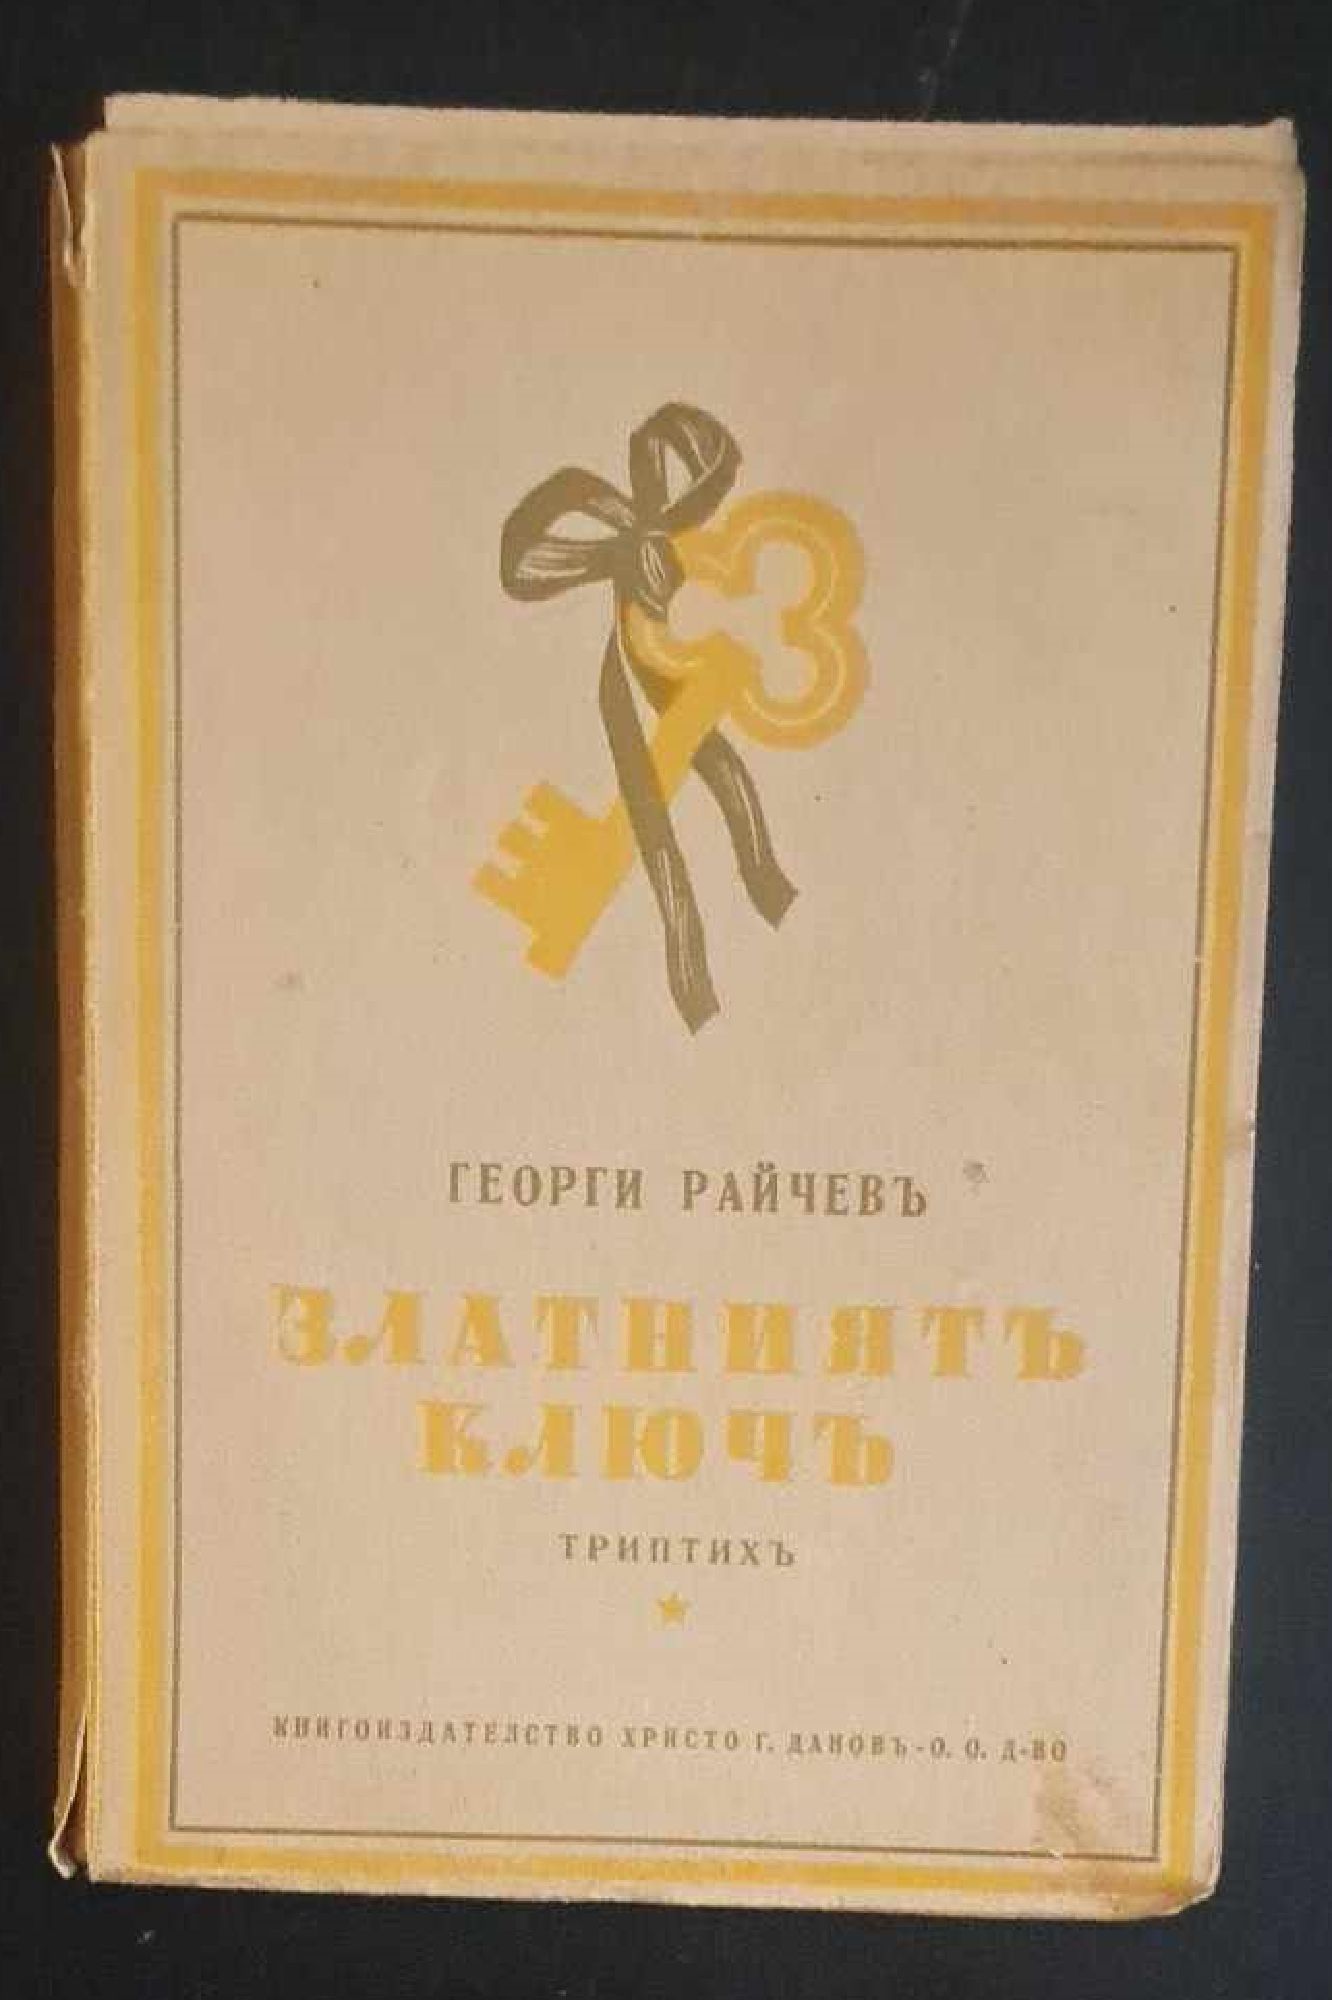 ГЕОРГИ РАЙЧЕВЪ
ЗЛАТНИЯТЪ
КЛЮЧЪ
ТРИПТИХЪ
КНИГОИЗДАТЕЛСТВО ХРИСТО Г. ДАНОВЪ - О. О. Д-ВО